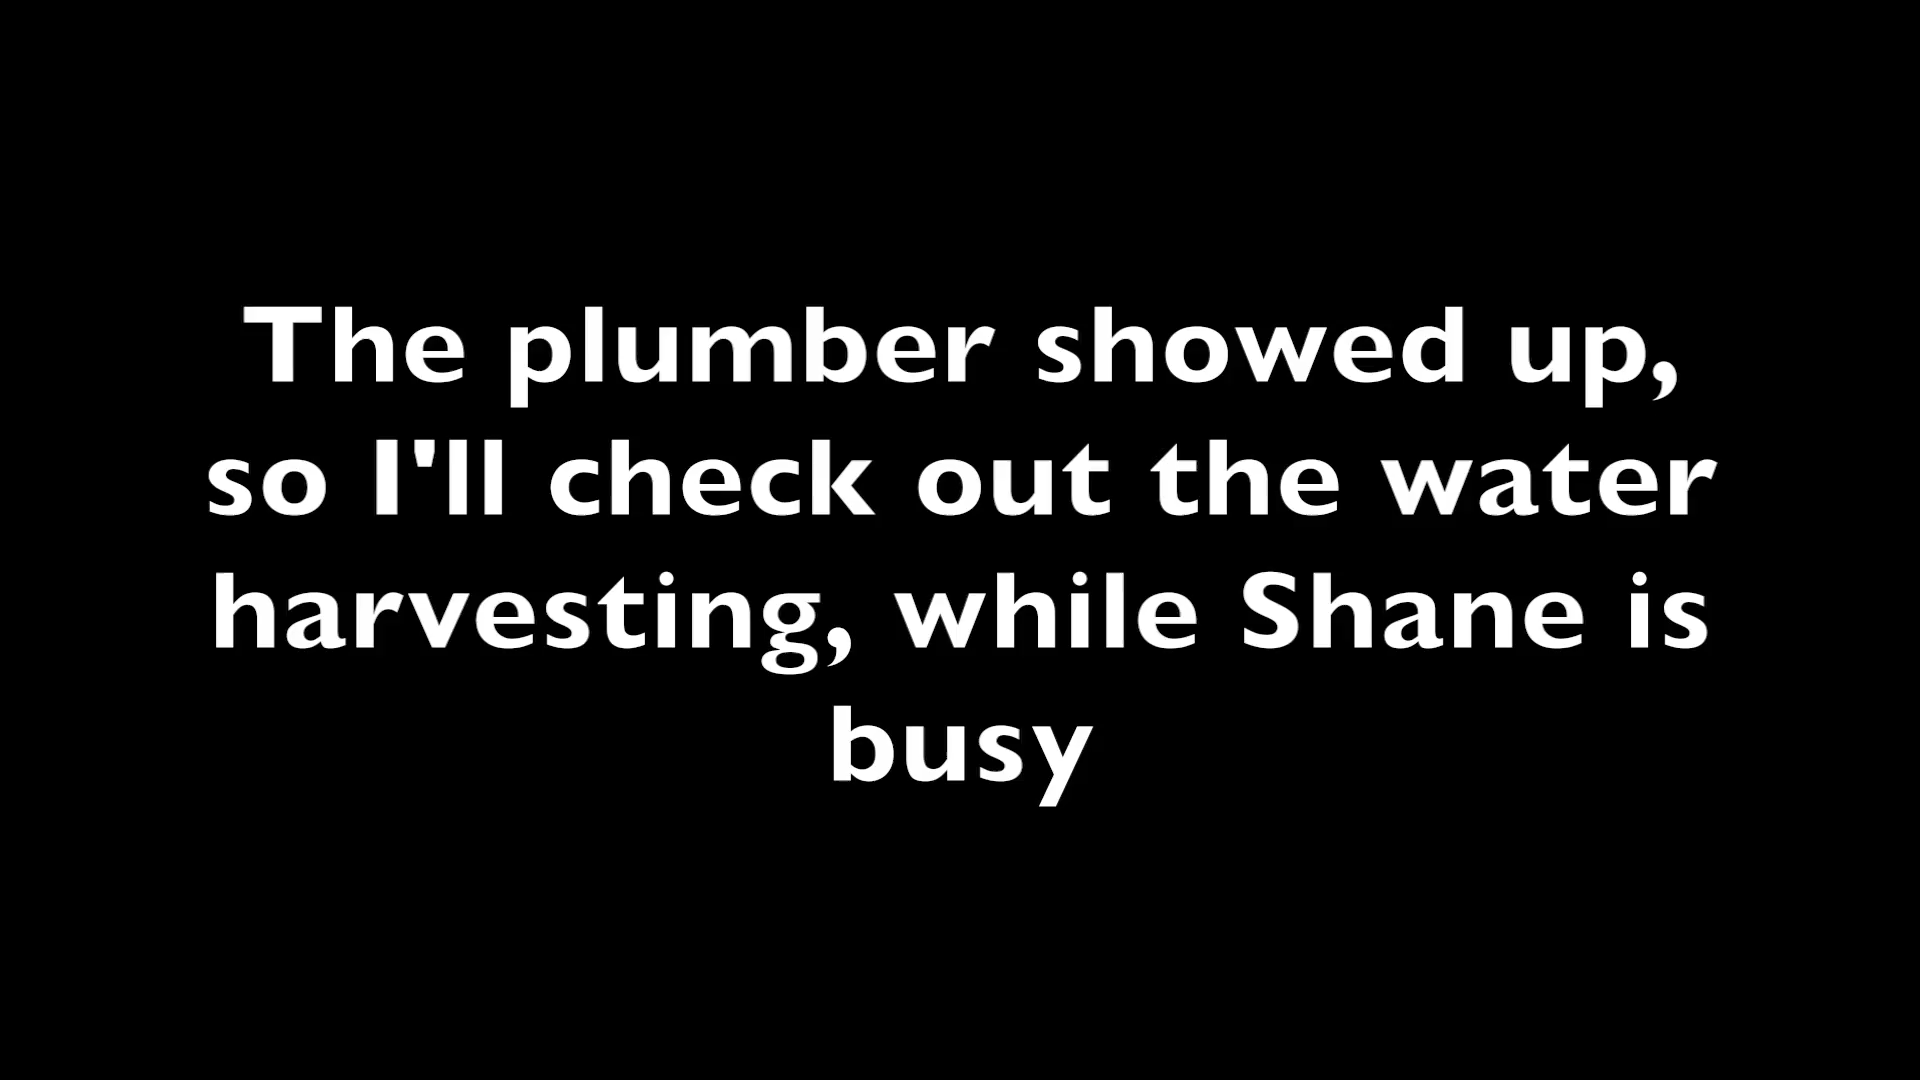 The plumber showed up,
so I'll check out the water
harvesting, while Shane is
busy